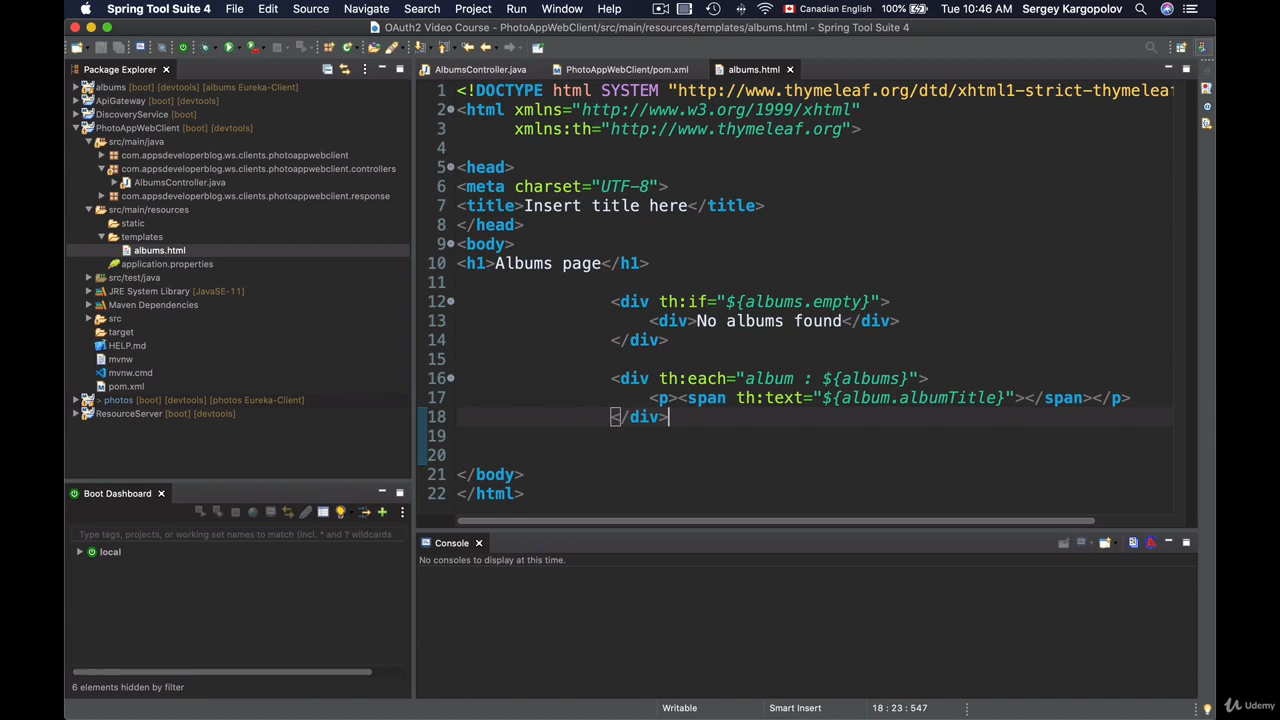 Spring Tool Suite 4 File Edit Source Navigate Search Project Run Window Help Canadian English 100% Tue 10:46 AM Sergey Kargopolov
OAuth2 Video Course - PhotoAppWebClient/src/main/resources/templates/albums.html - Spring Tool Suite 4
Package Explorer
albums [boot] [devtools] [albums Eureka-Client]
ApiGateway [boot] [devtools]
DiscoveryService [boot]
PhotoAppWebClient [boot] [devtools]
src/main/java
com.appsdeveloperblog.ws.clients.photoappwebclient
com.appsdeveloperblog.ws.clients.photoappwebclient.controllers
AlbumsController.java
com.appsdeveloperblog.ws.clients.photoappwebclient.response
src/main/resources
static
templates
albums.html
application.properties
src/test/java
JRE System Library [JavaSE-11]
Maven Dependencies
src
target
HELP.md
mvnw
mvnw.cmd
pom.xml
> photos [boot] [devtools] [photos Eureka-Client]
ResourceServer [boot] [devtools]
Boot Dashboard
Type tags, projects, or working set names to match (incl. * and ? wildcards
local
6 elements hidden by filter
AlbumsController.java PhotoAppWebClient/pom.xml albums.html
1 <!DOCTYPE html SYSTEM "http://www.thymeleaf.org/dtd/xhtml1-strict-thymeleaf
2 <html xmlns="http://www.w3.org/1999/xhtml"
3 xmlns:th="http://www.thymeleaf.org">
4
5 <head>
6 <meta charset="UTF-8">
7 <title>Insert title here</title>
8 </head>
9 <body>
10 <h1>Albums page</h1>
11
12 <div th:if="${albums.empty}">
13 <div>No albums found</div>
14 </div>
15
16 <div th:each="album : ${albums}">
17 <p><span th:text="${album.albumTitle}"></span></p>
18 </div>
19
20
21 </body>
22 </html>
Console
No consoles to display at this time.
Writable Smart Insert 18 : 23 : 547
Udemy